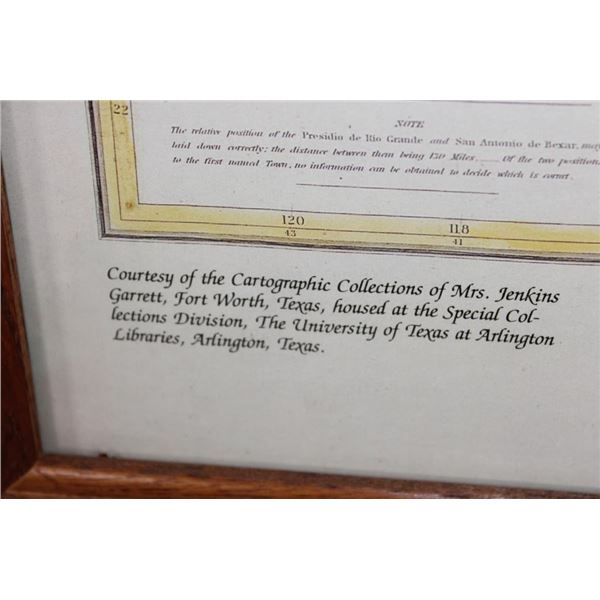 22
NOTE
The relative position of the Presidio de Rio Grande and San Antonio de Bexar, may
laid down correctly; the distance between them being 150 Miles. Of the two position
to the first named Town, no information can be obtained to decide which is corect.
120
118
43
41
Courtesy of the Cartographic Collections of Mrs. Jenkins
Garrett, Fort Worth, Texas, housed at the Special Col-
lections Division, The University of Texas at Arlington
Libraries, Arlington, Texas.